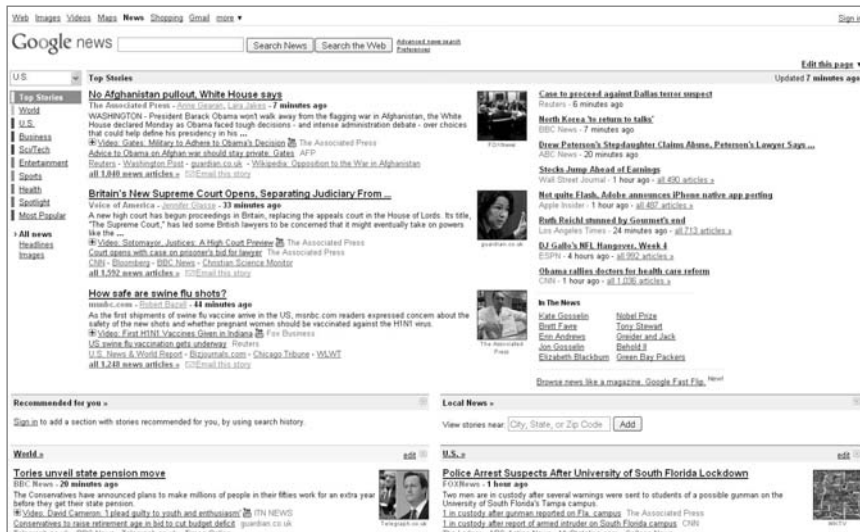 Web Images Videos Maps News Shopping Gmail more ▼
Sign in
Google news
Search News Search the Web
Advanced news search
Preferences
Edit this page ▼
U.S.
Top Stories
Updated 7 minutes ago
Top Stories
World
U.S.
Business
Sci/Tech
Entertainment
Sports
Health
Spotlight
Most Popular
› All news
Headlines
Images
No Afghanistan pullout, White House says
The Associated Press - Anne Gearan, Lara Jakes - 7 minutes ago
WASHINGTON - President Barack Obama won't walk away from the flagging war in Afghanistan, the White
House declared Monday as Obama faced tough decisions - and intense administration debate - over choices
that could help define his presidency in his ...
Video: Gates: Military to Adhere to Obama's Decision The Associated Press
Advice to Obama on Afghan war should stay private: Gates AFP
Reuters - Washington Post - guardian.co.uk - Wikipedia: Opposition to the War in Afghanistan
all 1,040 news articles » Email this story
FOXNews
Britain's New Supreme Court Opens, Separating Judiciary From ...
Voice of America - Jennifer Glasse - 33 minutes ago
A new high court has begun proceedings in Britain, replacing the appeals court in the House of Lords. Its title,
"The Supreme Court," has led some British lawyers to be concerned that it might eventually take on powers
like the ...
Video: Sotomayor, Justices: A High Court Preview The Associated Press
Court opens with case on prisoner's bid for lawyer The Associated Press
CNN - Bloomberg - BBC News - Christian Science Monitor
all 1,592 news articles » Email this story
guardian.co.uk
How safe are swine flu shots?
msnbc.com - Robert Bazell - 44 minutes ago
As the first shipments of swine flu vaccine arrive in the US, msnbc.com readers expressed concern about the
safety of the new shots and whether pregnant women should be vaccinated against the H1N1 virus.
Video: First H1N1 Vaccines Given in Indiana Fox Business
US swine flu vaccination gets underway Reuters
U.S. News & World Report - Bizjournals.com - Chicago Tribune - WLWT
all 1,248 news articles » Email this story
The Associated
Press
Case to proceed against Dallas terror suspect
Reuters - 6 minutes ago
North Korea 'to return to talks'
BBC News - 7 minutes ago
Drew Peterson's Stepdaughter Claims Abuse, Peterson's Lawyer Says ...
ABC News - 20 minutes ago
Stocks Jump Ahead of Earnings
Wall Street Journal - 1 hour ago - all 490 articles »
Not quite Flash, Adobe announces iPhone native app porting
Apple Insider - 1 hour ago - all 487 articles »
Ruth Reichl stunned by Gourmet's end
Los Angeles Times - 24 minutes ago - all 713 articles »
DJ Gallo's NFL Hangover, Week 4
ESPN - 4 hours ago - all 992 articles »
Obama rallies doctors for health care reform
CNN - 1 hour ago - all 1,036 articles »
In The News
Kate Gosselin Nobel Prize
Brett Favre Tony Stewart
Erin Andrews Greider and Jack
Jon Gosselin Behold II
Elizabeth Blackburn Green Bay Packers
Browse news like a magazine. Google Fast Flip. New!
Recommended for you »
Sign in to add a section with stories recommended for you, by using search history.
Local News »
View stories near: City, State, or Zip Code Add
World »
edit
Tories unveil state pension move
BBC News - 20 minutes ago
The Conservatives have announced plans to make millions of people in their fifties work for an extra year
before they get their state pension.
Video: David Cameron: 'I plead guilty to youth and enthusiasm' ITN NEWS
Conservatives to raise retirement age in bid to cut budget deficit guardian.co.uk
Telegraph.co.uk
U.S. »
edit
Police Arrest Suspects After University of South Florida Lockdown
FOXNews - 1 hour ago
Two men are in custody after several warnings were sent to students of a possible gunman on the
University of South Florida's Tampa campus.
1 in custody after gunman reported on Fla. campus The Associated Press
1 in custody after report of armed intruder on South Florida campus CNN